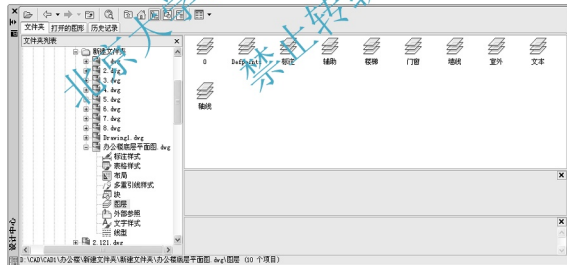 文件夹 打开的图形 历史记录
文件夹列表
新建文件夹
1.dwg
2.dwg
3.dwg
4.dwg
5.dwg
6.dwg
7.dwg
8.dwg
Drawing1.dwg
办公楼底层平面图.dwg
标注样式
表格样式
布局
多重引线样式
块
图层
外部参照
文字样式
线型
2.121.dwg
0 Defpoints 标注 辅助 楼梯 门窗 墙线 室外 文本
轴线
设计中心
D:\CAD\CAD1\办公楼\新建文件夹\新建文件夹\办公楼底层平面图.dwg\图层 (10 个项目)
北京大学
禁止转